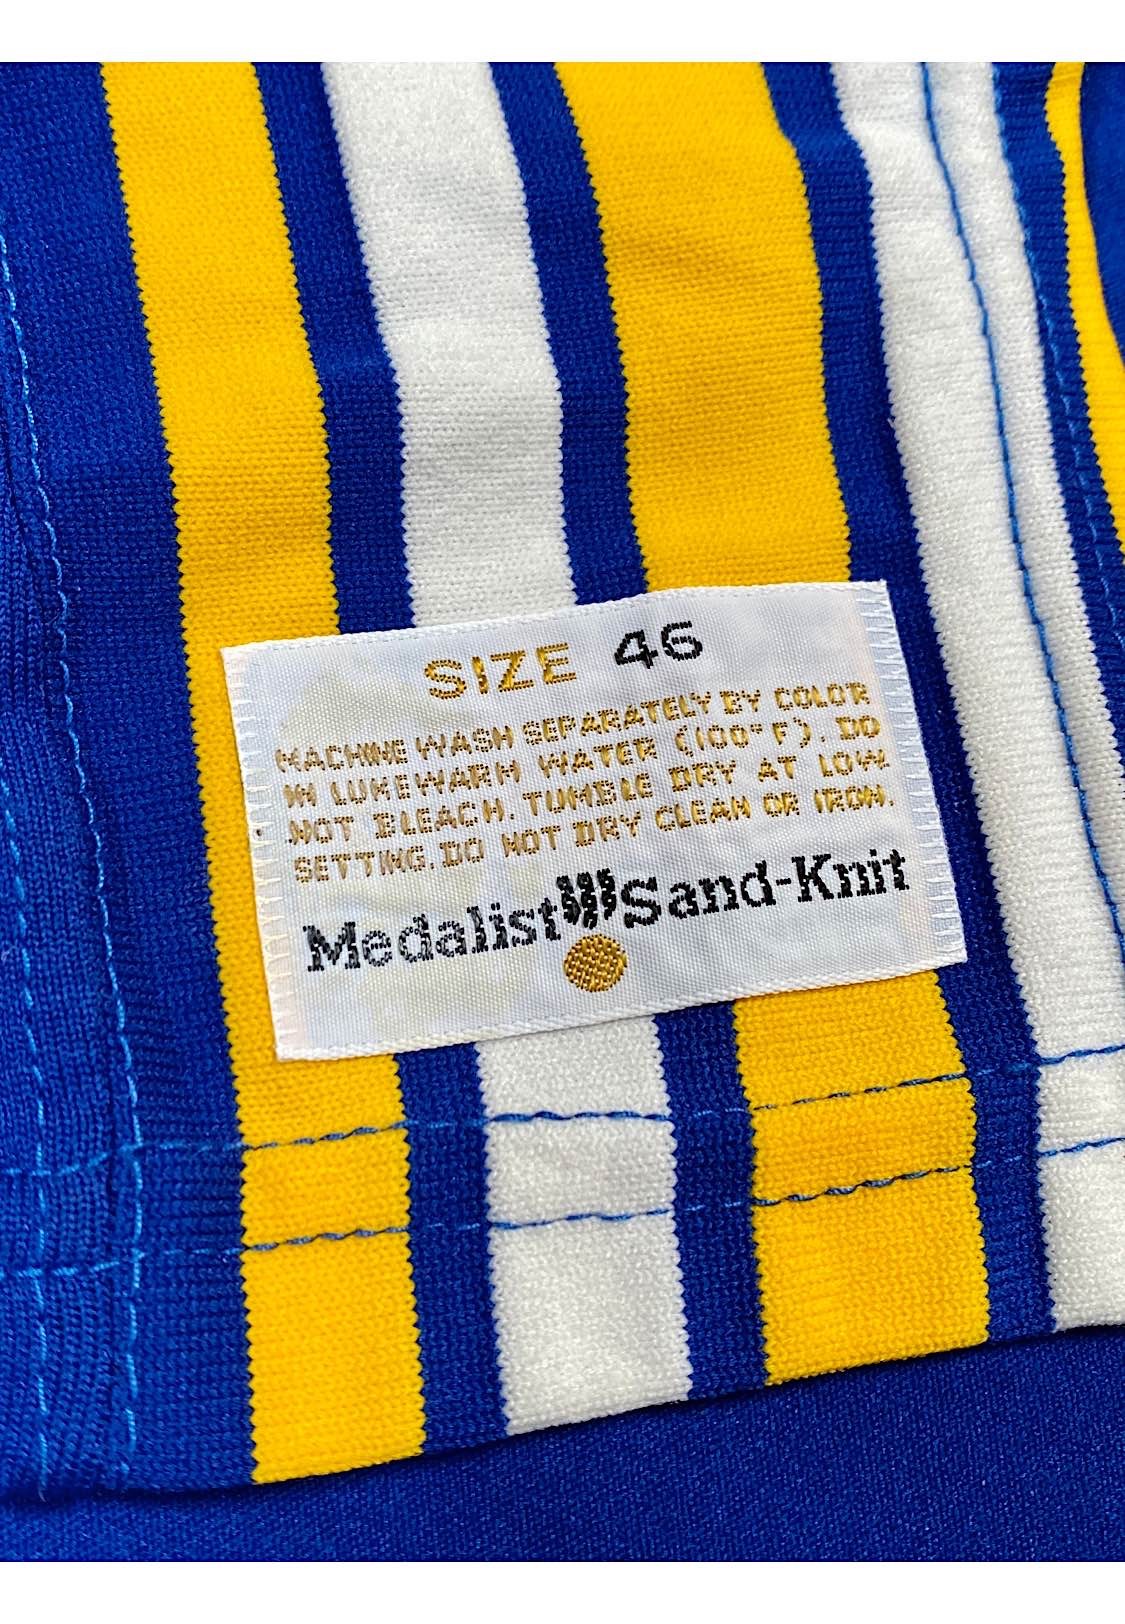 SIZE 46
MACHINE WASH SEPARATELY BY COLOR
IN LUKEWARM WATER (100°F). DO
NOT BLEACH. TUMBLE DRY AT LOW
SETTING. DO NOT DRY CLEAN OR IRON.
Medalist Sand-Knit